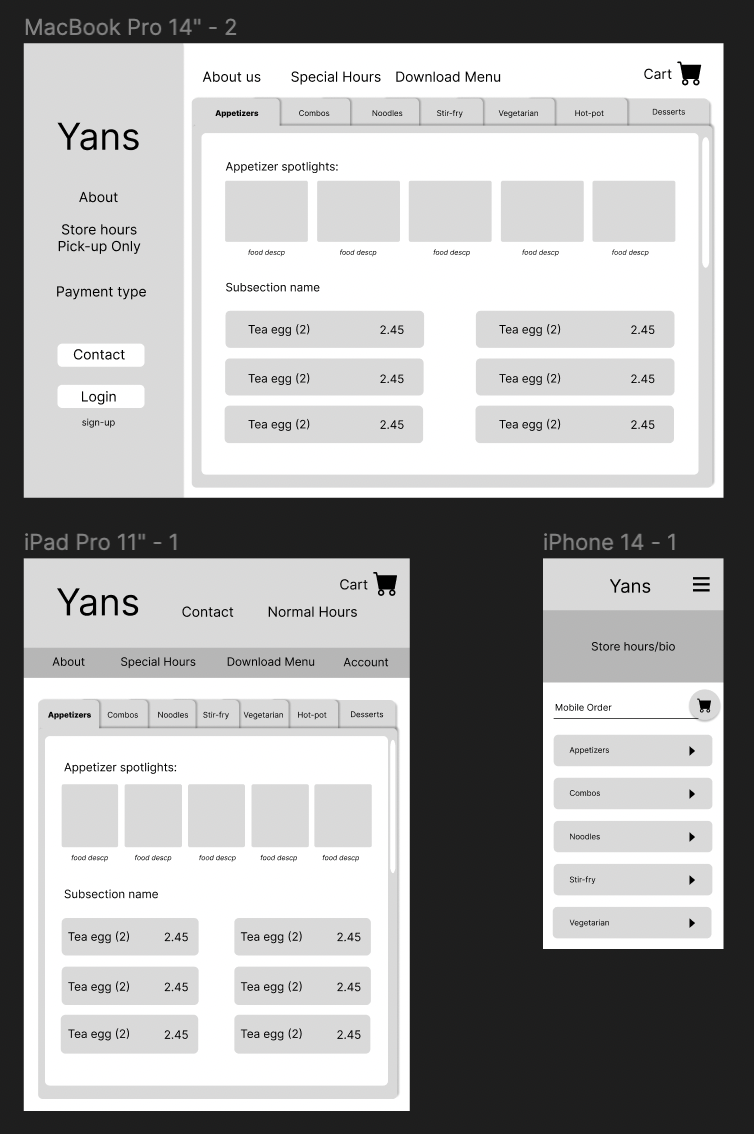 MacBook Pro 14" - 2
About us Special Hours Download Menu Cart
Appetizers Combos Noodles Stir-fry Vegetarian Hot-pot Desserts
Yans
About
Store hours
Pick-up Only
Payment type
Contact
Login
sign-up
Appetizer spotlights:
food descp food descp food descp food descp food descp
Subsection name
Tea egg (2) 2.45 Tea egg (2) 2.45
Tea egg (2) 2.45 Tea egg (2) 2.45
Tea egg (2) 2.45 Tea egg (2) 2.45
iPad Pro 11" - 1
Cart
Yans
Contact Normal Hours
About Special Hours Download Menu Account
Appetizers Combos Noodles Stir-fry Vegetarian Hot-pot Desserts
Appetizer spotlights:
food descp food descp food descp food descp food descp
Subsection name
Tea egg (2) 2.45 Tea egg (2) 2.45
Tea egg (2) 2.45 Tea egg (2) 2.45
Tea egg (2) 2.45 Tea egg (2) 2.45
iPhone 14 - 1
Yans
Store hours/bio
Mobile Order
Appetizers
Combos
Noodles
Stir-fry
Vegetarian